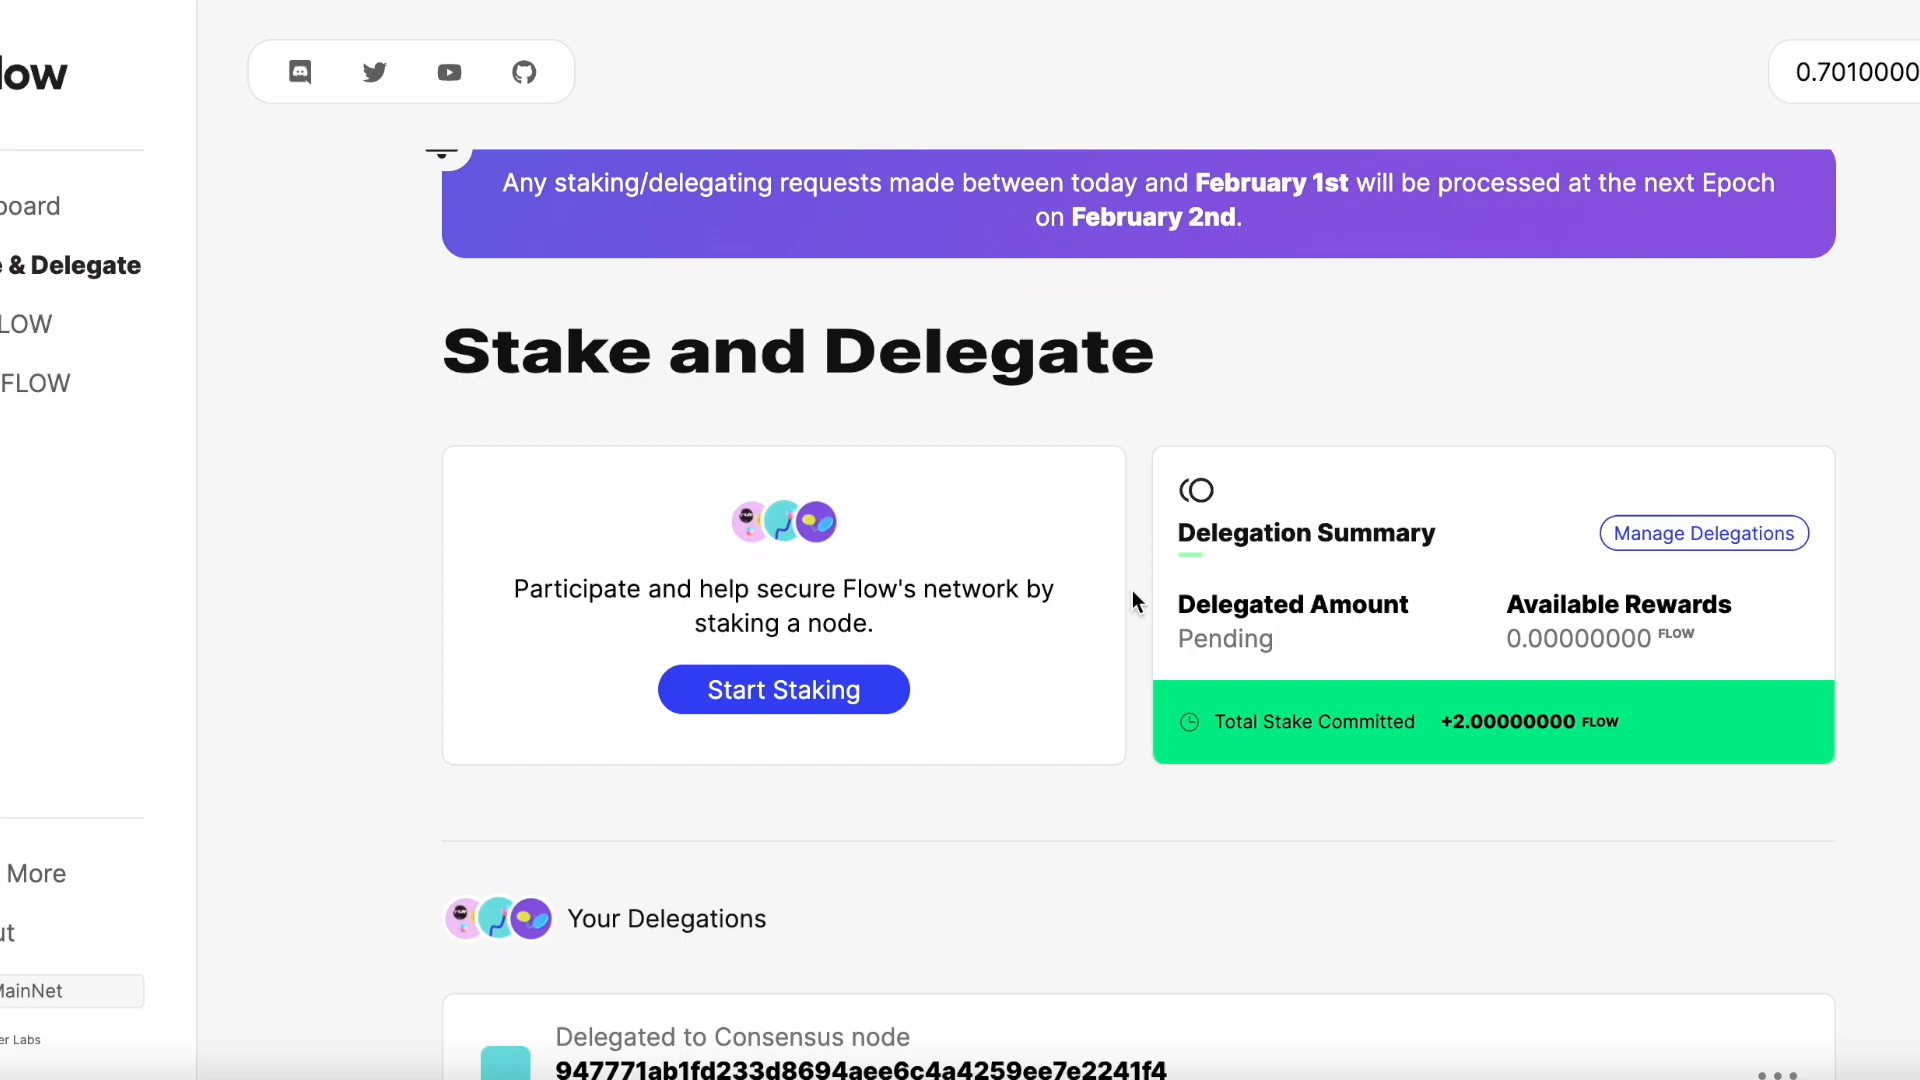 low
0.7010000
Any staking/delegating requests made between today and February 1st will be processed at the next Epoch
on February 2nd.
board
& Delegate
LOW
FLOW
Stake and Delegate
Participate and help secure Flow's network by
staking a node.
Start Staking
Delegation Summary
Manage Delegations
Delegated Amount
Available Rewards
Pending
0.00000000 FLOW
Total Stake Committed +2.00000000 FLOW
More
ut
MainNet
er Labs
Your Delegations
Delegated to Consensus node
947771ab1fd233d8694aee6c4a4259ee7e2241f4